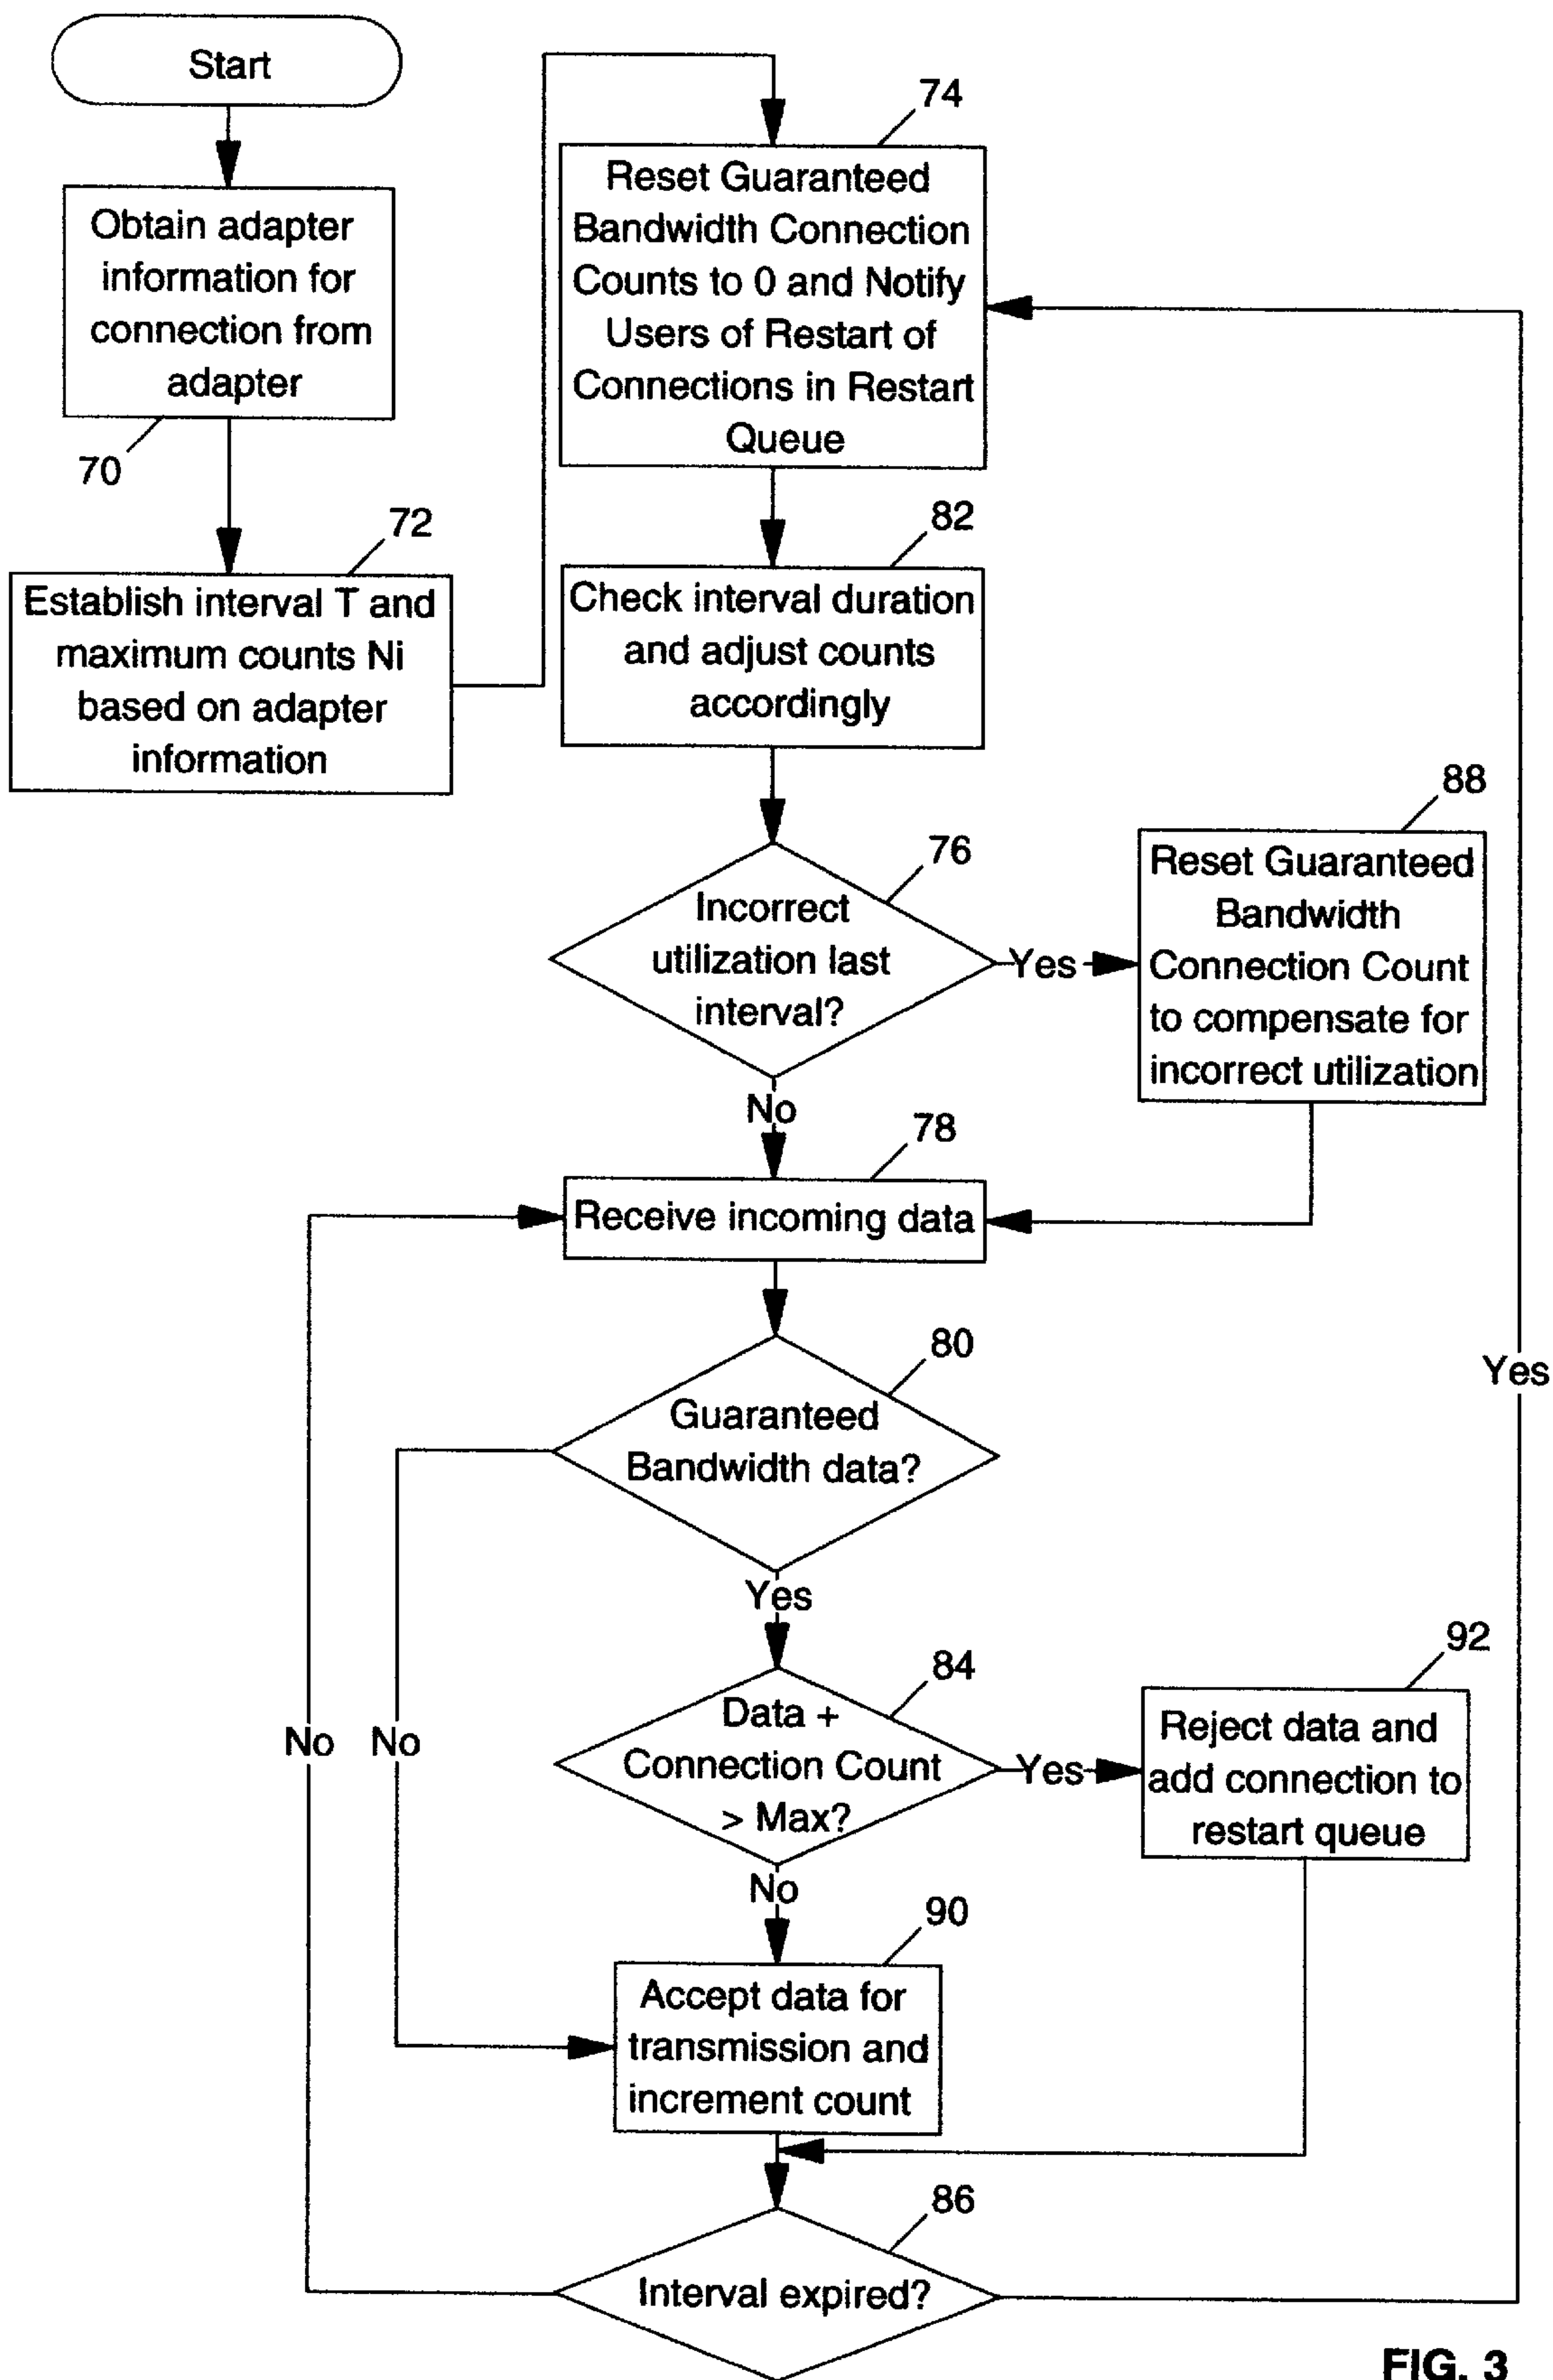 Start
Obtain adapter
information for
connection from
adapter
70
72
Establish interval T and
maximum counts Ni
based on adapter
information
74
Reset Guaranteed
Bandwidth Connection
Counts to 0 and Notify
Users of Restart of
Connections in Restart
Queue
82
Check interval duration
and adjust counts
accordingly
76
Incorrect
utilization last
interval?
Yes
88
Reset Guaranteed
Bandwidth
Connection Count
to compensate for
incorrect utilization
No
78
Receive incoming data
80
Guaranteed
Bandwidth data?
Yes
Yes
84
Data +
Connection Count
> Max?
Yes
92
Reject data and
add connection to
restart queue
No
No
No
90
Accept data for
transmission and
increment count
86
Interval expired?
FIG. 3